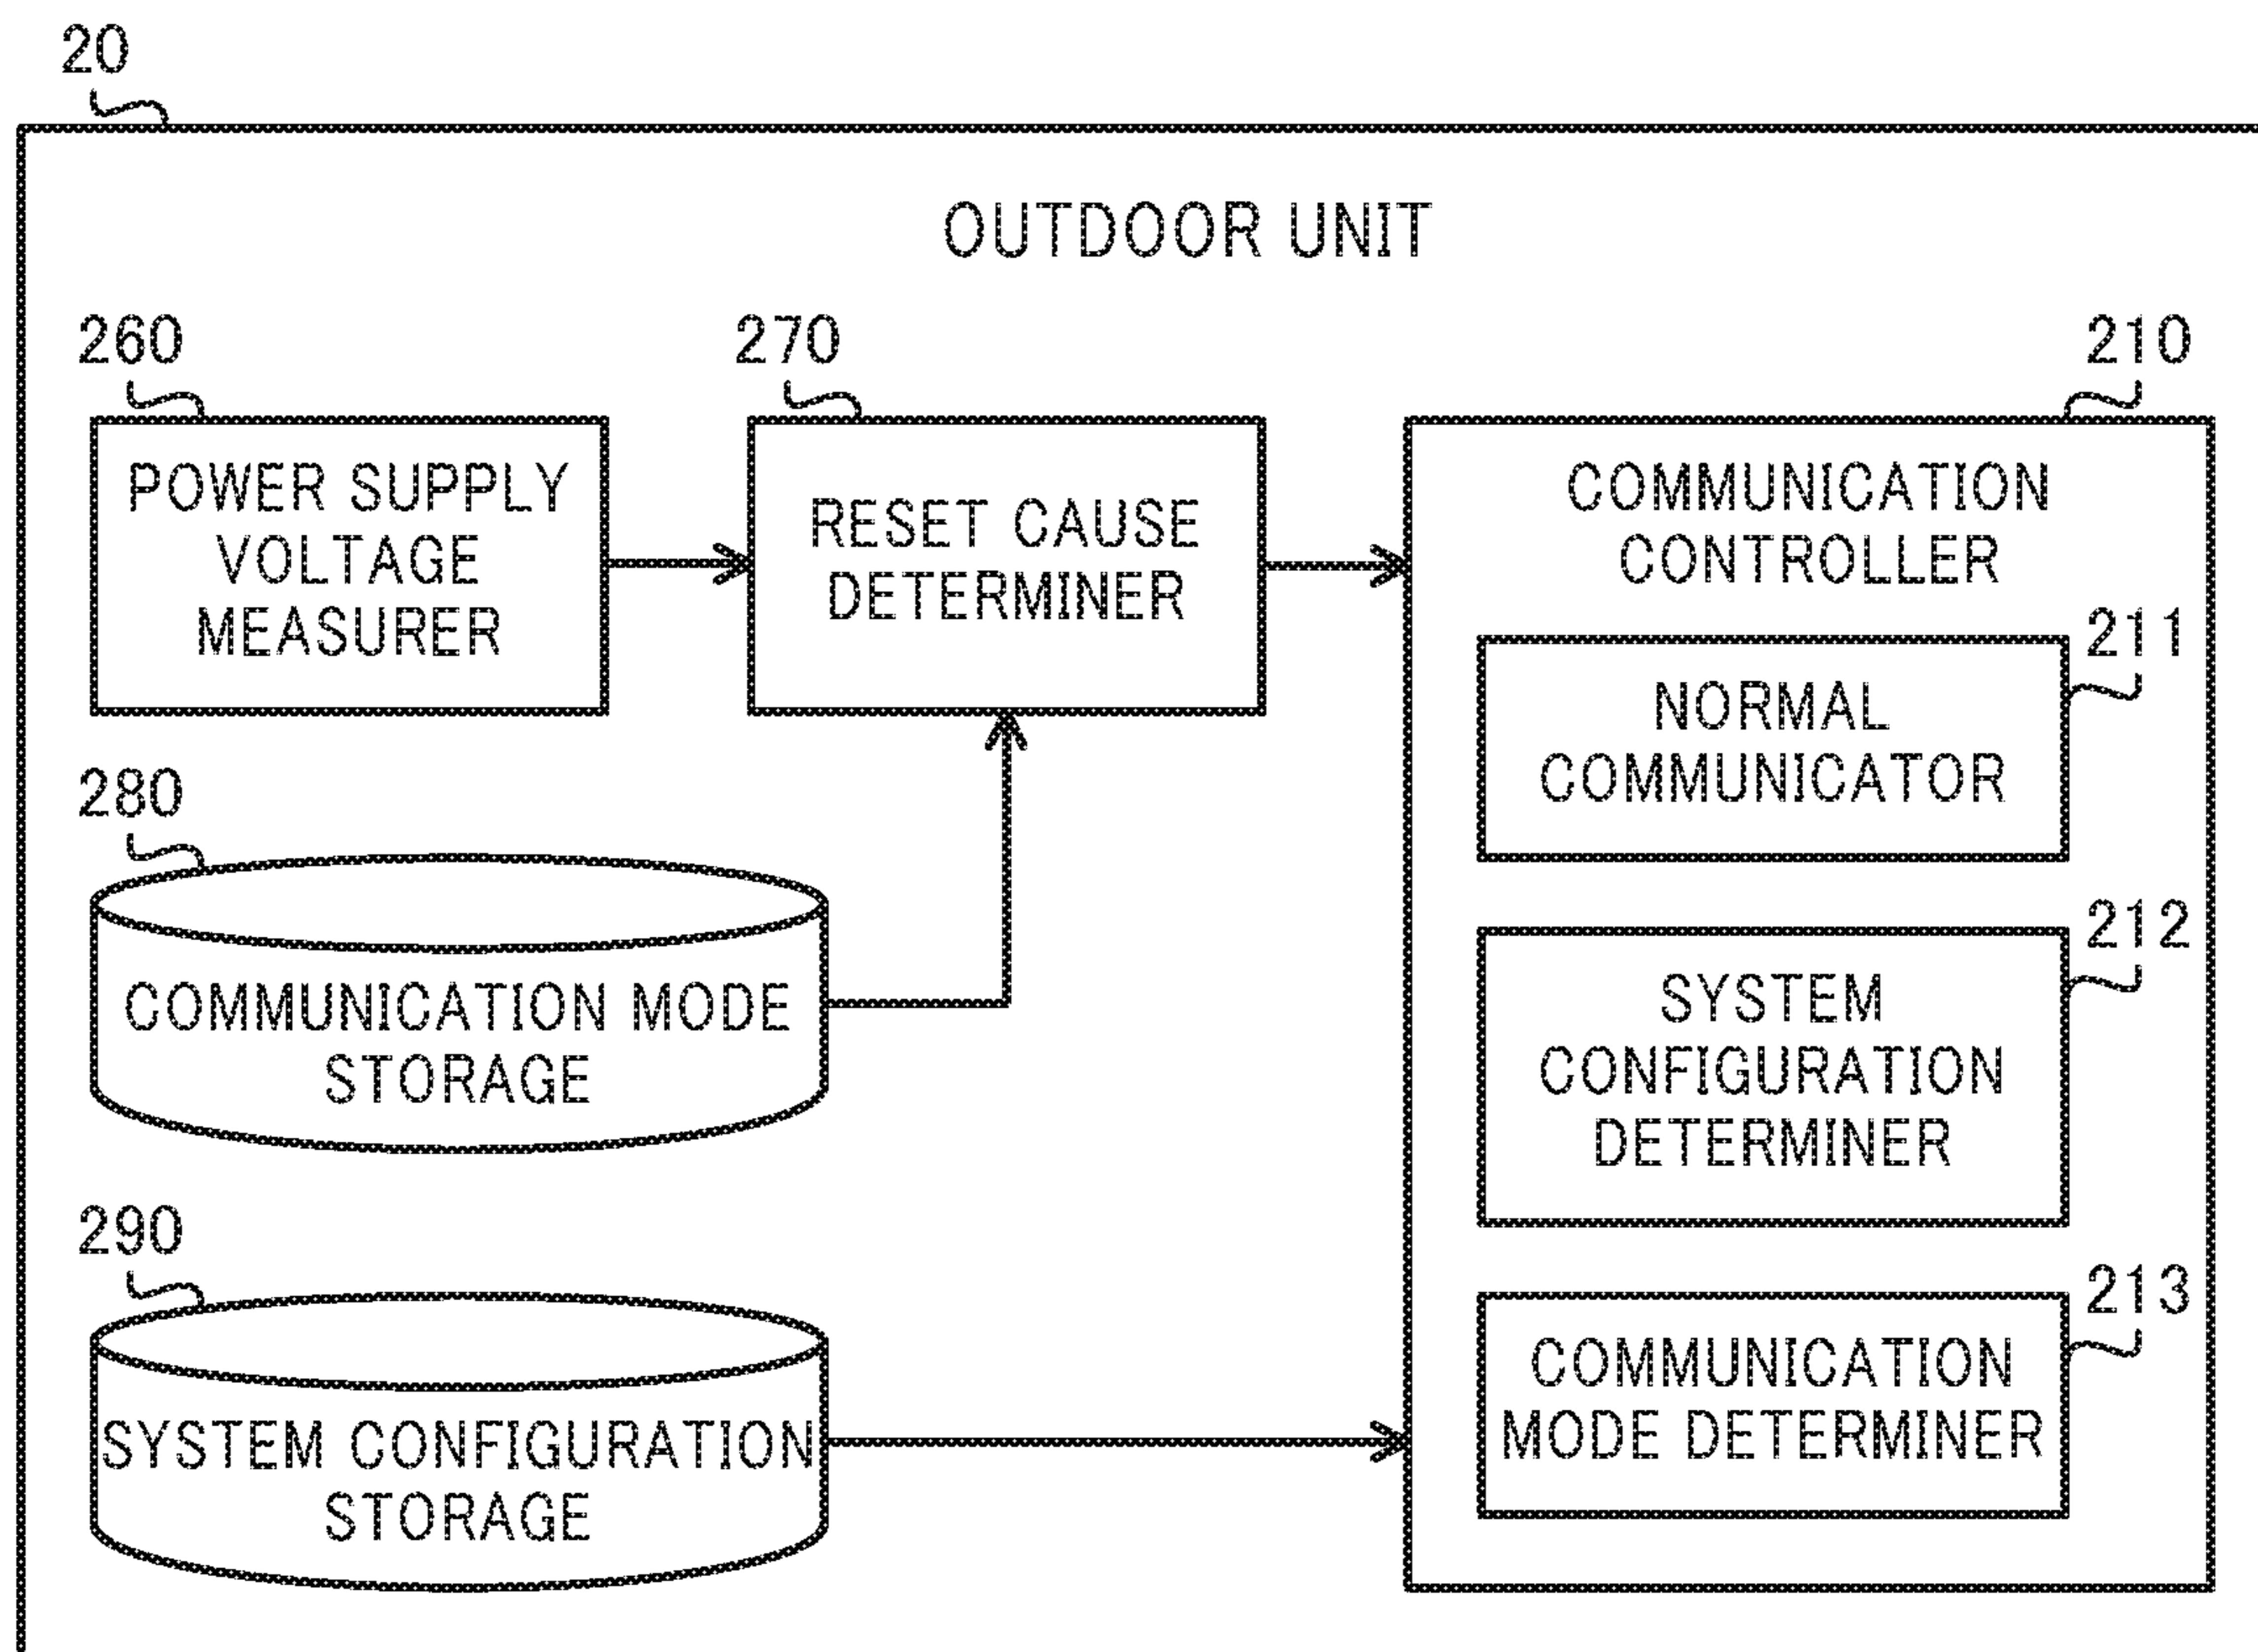 20
OUTDOOR UNIT
260
POWER SUPPLY
VOLTAGE
MEASURER
270
RESET CAUSE
DETERMINER
210
COMMUNICATION
CONTROLLER
211
NORMAL
COMMUNICATOR
280
COMMUNICATION MODE
STORAGE
212
SYSTEM
CONFIGURATION
DETERMINER
290
SYSTEM CONFIGURATION
STORAGE
213
COMMUNICATION
MODE DETERMINER